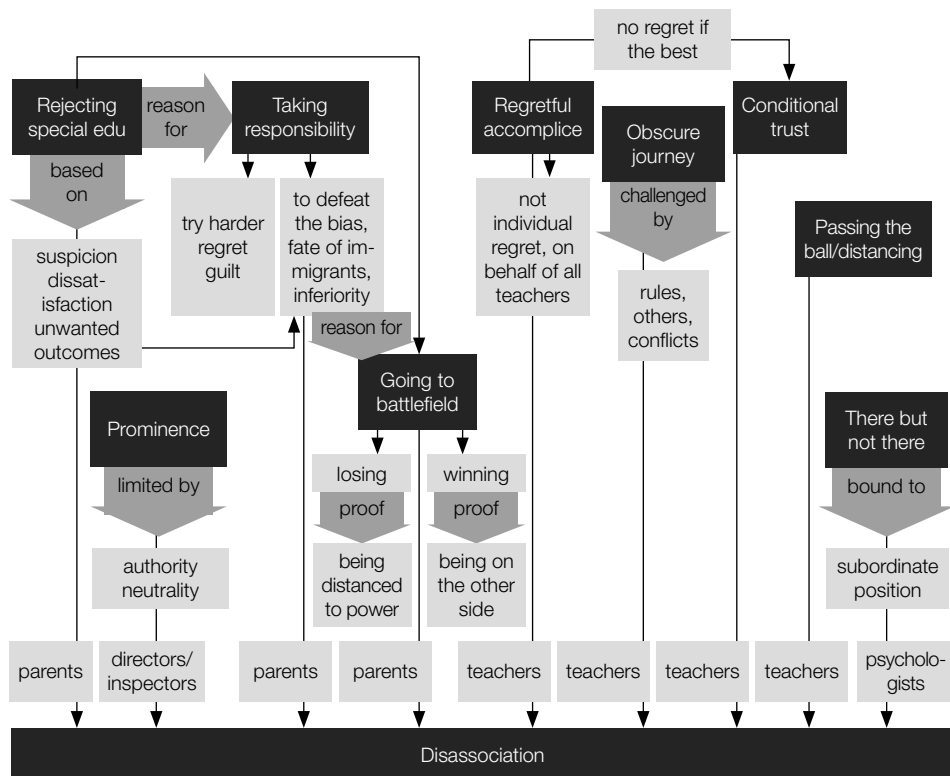 no regret if
the best
Rejecting
special edu
reason
for
Taking
responsibility
Regretful
accomplice
Obscure
journey
Conditional
trust
based
on
try harder
regret
guilt
to defeat
the bias,
fate of im-
migrants,
inferiority
not
individual
regret, on
behalf of all
teachers
challenged
by
Passing the
ball/distancing
suspicion
dissat-
isfaction
unwanted
outcomes
reason for
rules,
others,
conflicts
Going to
battlefield
Prominence
There but
not there
limited by
losing
winning
bound to
proof
proof
authority
neutrality
being
distanced
to power
being on
the other
side
subordinate
position
parents
directors/
inspectors
parents
parents
teachers
teachers
teachers
teachers
psycholo-
gists
Disassociation